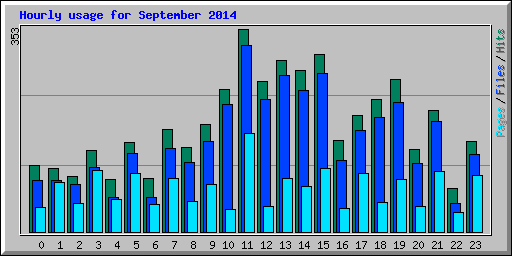 Hourly usage for September 2014
353
Pages/Files/Hits
0 1 2 3 4 5 6 7 8 9 10 11 12 13 14 15 16 17 18 19 20 21 22 23